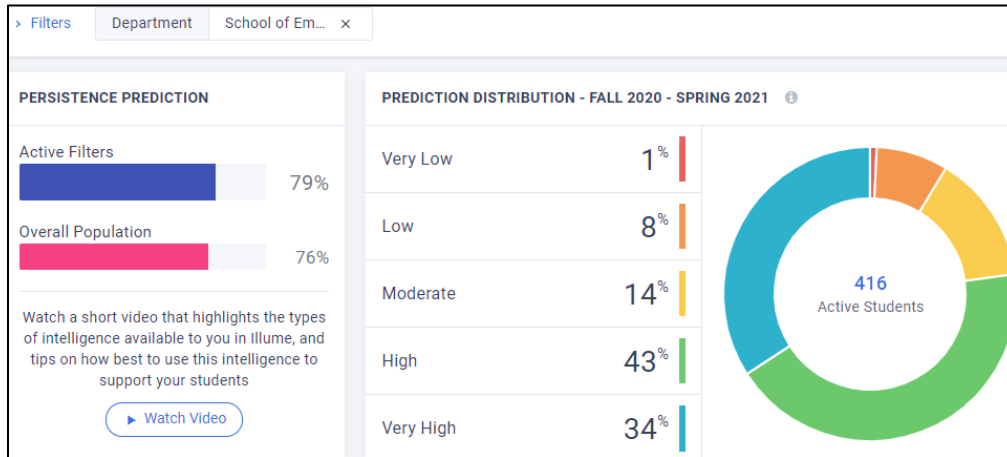 > Filters Department School of Em... ×
PERSISTENCE PREDICTION
Active Filters
79%
Overall Population
76%
Watch a short video that highlights the types
of intelligence available to you in Illume, and
tips on how best to use this intelligence to
support your students
Watch Video
PREDICTION DISTRIBUTION - FALL 2020 - SPRING 2021
Very Low 1%
Low 8%
Moderate 14%
High 43%
Very High 34%
416
Active Students